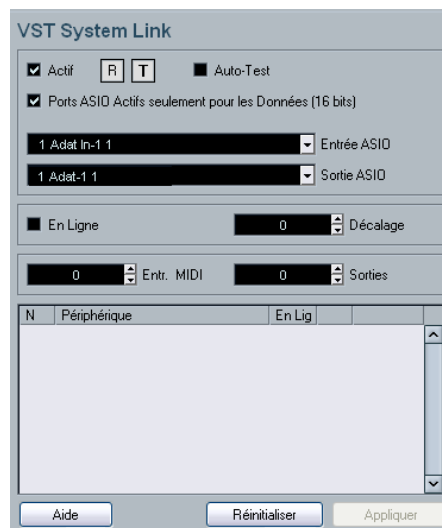 VST System Link
Actif R T Auto-Test
Ports ASIO Actifs seulement pour les Données (16 bits)
1 Adat In-1 1 Entrée ASIO
1 Adat-1 1 Sortie ASIO
En Ligne 0 Décalage
0 Entr. MIDI 0 Sorties
N Périphérique En Lig
Aide Réinitialiser Appliquer